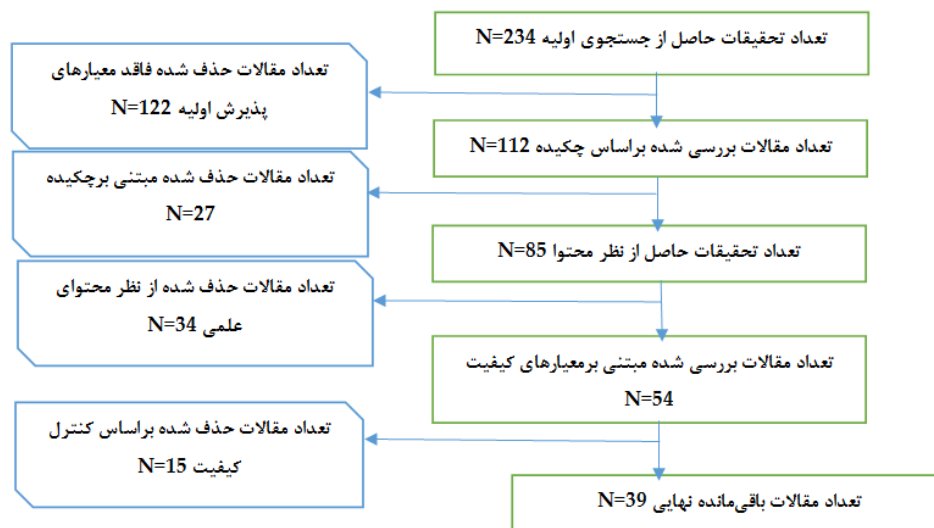 تعداد تحقیقات حاصل از جستجوی اولیه N=234
تعداد مقالات حذف شده فاقد معیارهای
پذیرش اولیه N=122
تعداد مقالات بررسی شده براساس چکیده N=112
تعداد مقالات حذف شده مبتنی برچکیده
N=27
تعداد تحقیقات حاصل از نظر محتوا N=85
تعداد مقالات حذف شده از نظر محتوای
علمی N=34
تعداد مقالات بررسی شده مبتنی برمعیارهای کیفیت
N=54
تعداد مقالات حذف شده براساس کنترل
کیفیت N=15
تعداد مقالات باقی‌مانده نهایی N=39